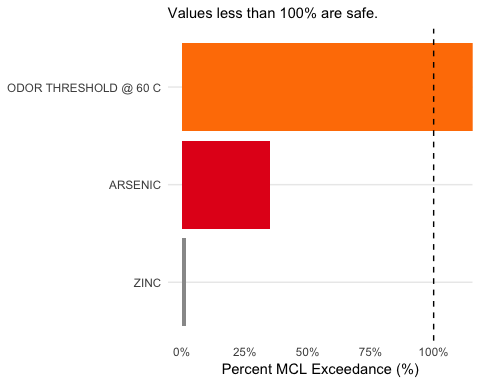 Values less than 100% are safe.
ODOR THRESHOLD @ 60 C
ARSENIC
ZINC
0% 25% 50% 75% 100%
Percent MCL Exceedance (%)